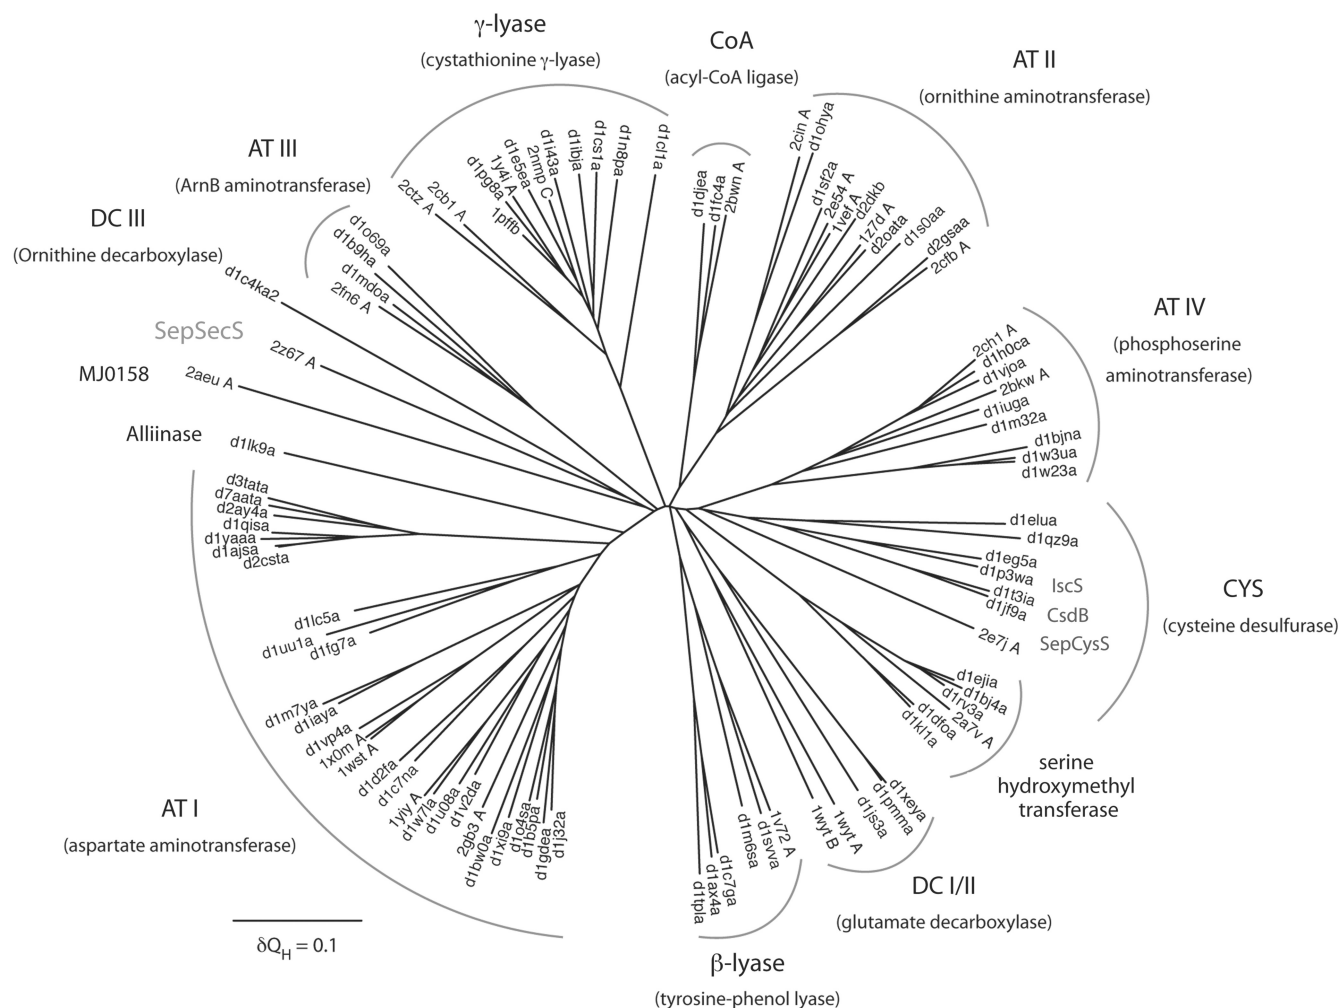 γ-lyase
(cystathionine γ-lyase)
CoA
(acyl-CoA ligase)
AT II
(ornithine aminotransferase)
AT III
(ArnB aminotransferase)
DC III
(Ornithine decarboxylase)
SepSecS
MJ0158
Alliinase
AT IV
(phosphoserine
aminotransferase)
CYS
(cysteine desulfurase)
IscS
CsdB
SepCysS
serine
hydroxymethyl
transferase
DC I/II
(glutamate decarboxylase)
β-lyase
(tyrosine-phenol lyase)
AT I
(aspartate aminotransferase)
δQH = 0.1
2ctz A
2cb1 A
d1pg8a
1y4i A
1pffb
d1e5ea
2nmp C
d1i43a
d1ibja
d1cs1a
d1n8pa
d1cl1a
d1djea
d1fc4a
2bwn A
2cin A
d1ohya
d1sf2a
2e54 A
1vef A
d2dkb
1z7d A
d2oata
d1s0aa
d2gsaa
2cfb A
2ch1 A
d1h0ca
d1vjoa
2bkw A
d1iuga
d1m32a
d1bjna
d1w3ua
d1w23a
d1elua
d1qz9a
d1eg5a
d1p3wa
d1t3ia
d1jf9a
2e7j A
d1ejia
d1bj4a
d1rv3a
2a7v A
d1dfoa
d1kl1a
d1xeya
d1pmma
d1js3a
1wyt A
1wyt B
1v72 A
d1svva
d1m6sa
d1c7ga
d1ax4a
d1tpla
d1j32a
d1gdea
d1b5pa
d1o4sa
d1xi9a
d1bw0a
2gb3 A
d1v2da
d1u08a
d1w7la
1yiy A
d1c7na
d1d2fa
1wst A
1x0m A
d1vp4a
d1iaya
d1m7ya
d1fg7a
d1uu1a
d1lc5a
d2csta
d1ajsa
d1yaaa
d1qisa
d2ay4a
d7aata
d3tata
d1lk9a
2aeu A
2z67 A
d1c4ka2
2fn6 A
d1mdoa
d1b9ha
d1o69a